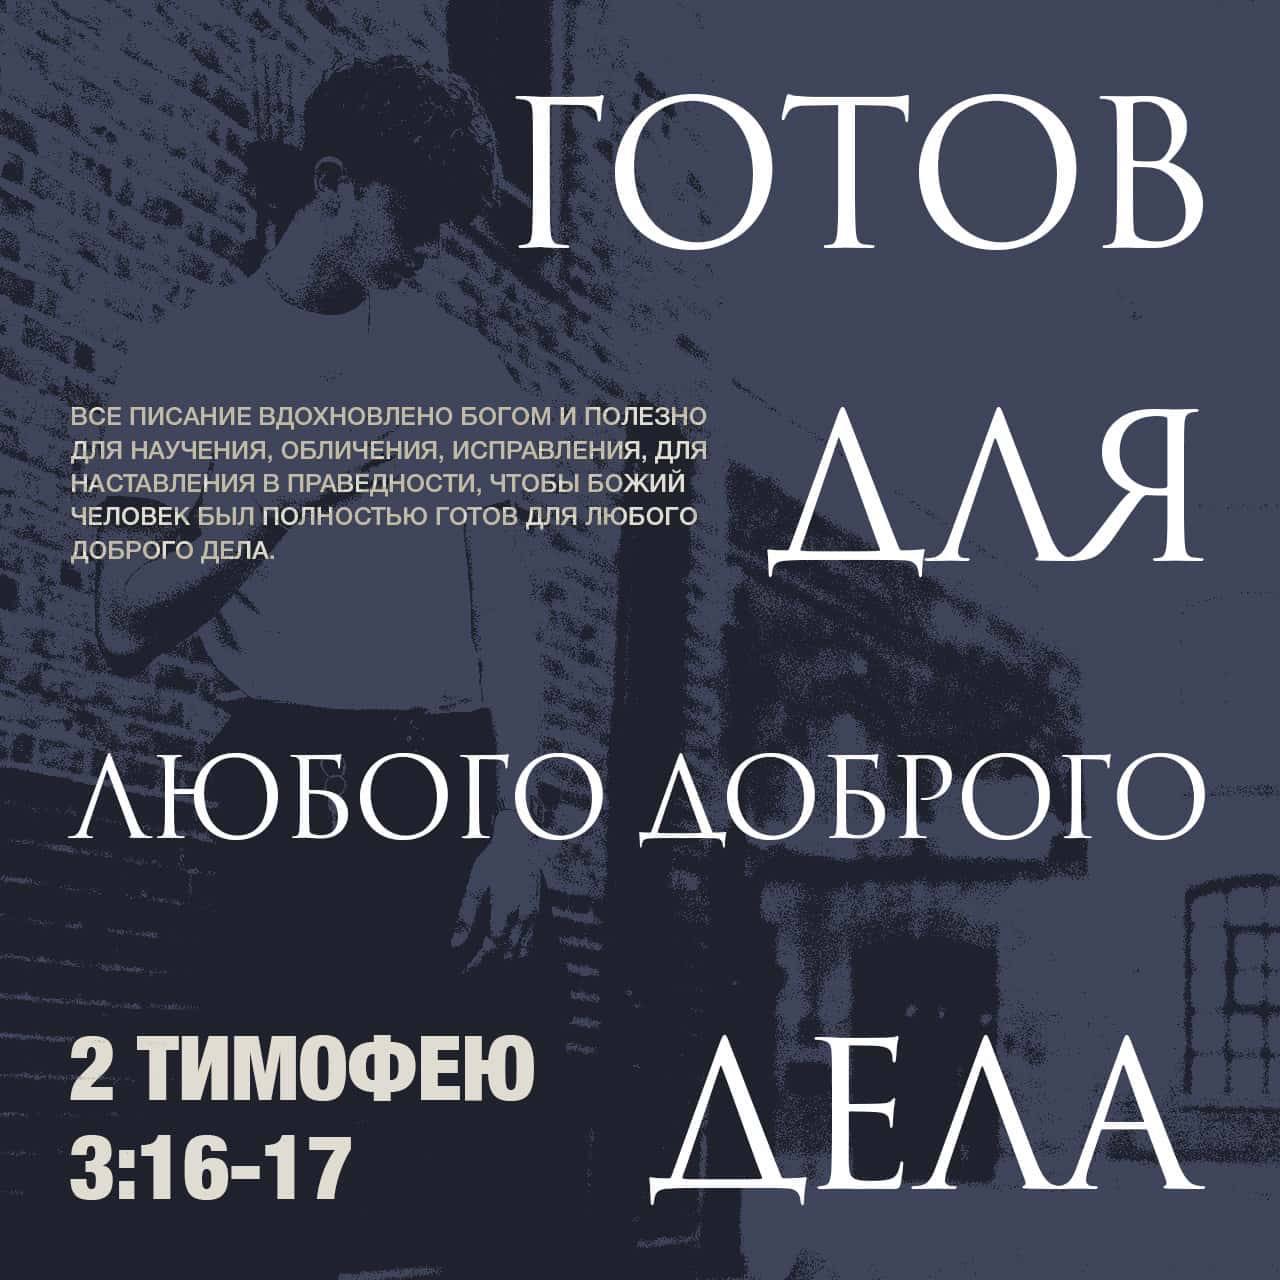 ГОТОВ
ДЛЯ
ВСЕ ПИСАНИЕ ВДОХНОВЛЕНО БОГОМ И ПОЛЕЗНО
ДЛЯ НАУЧЕНИЯ, ОБЛИЧЕНИЯ, ИСПРАВЛЕНИЯ, ДЛЯ
НАСТАВЛЕНИЯ В ПРАВЕДНОСТИ, ЧТОБЫ БОЖИЙ
ЧЕЛОВЕК БЫЛ ПОЛНОСТЬЮ ГОТОВ ДЛЯ ЛЮБОГО
ДОБРОГО ДЕЛА.
ЛЮБОГО ДОБРОГО
ДЕЛА
2 ТИМОФЕЮ
3:16-17